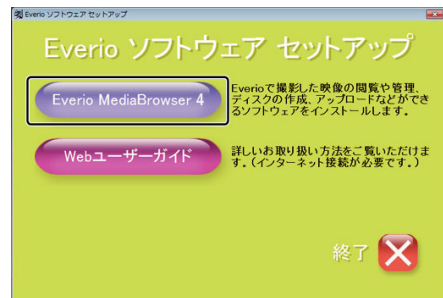 Everio ソフトウェア セットアップ
Everio ソフトウェア セットアップ
Everio MediaBrowser 4
Everioで撮影した映像の閲覧や管理、
ディスクの作成、アップロードなどができ
るソフトウェアをインストールします。
Webユーザーガイド
詳しいお取り扱い方法をご覧いただけま
す。(インターネット接続が必要です。)
終了